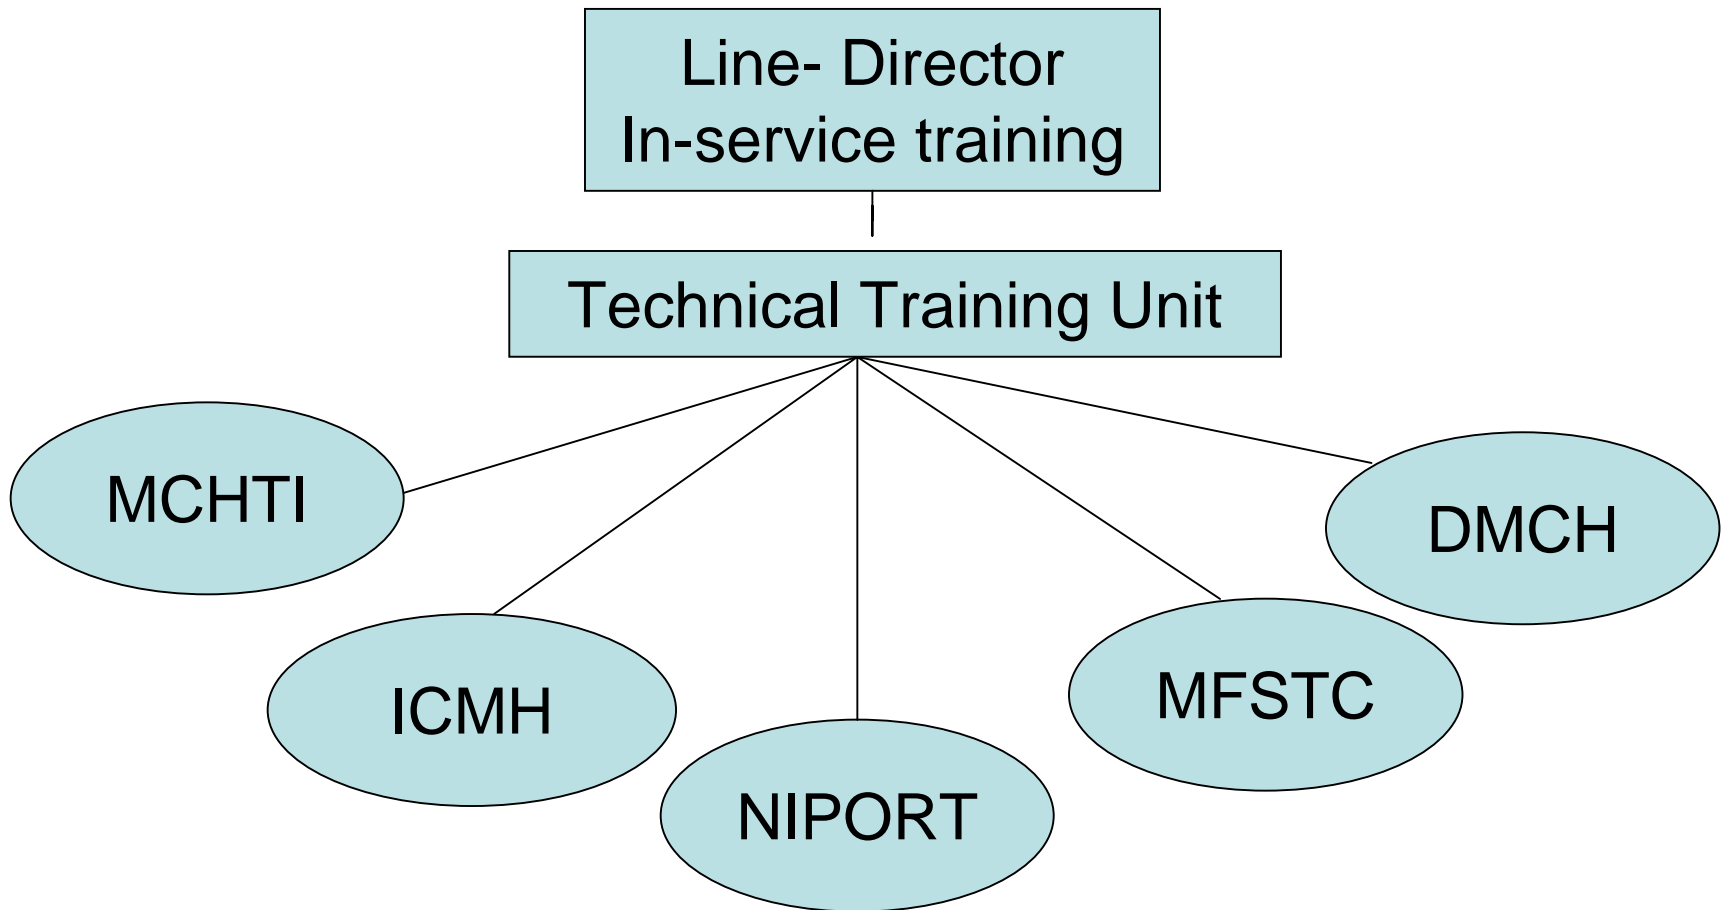 Line- Director
In-service training
Technical Training Unit
MCHTI
DMCH
ICMH
MFSTC
NIPORT